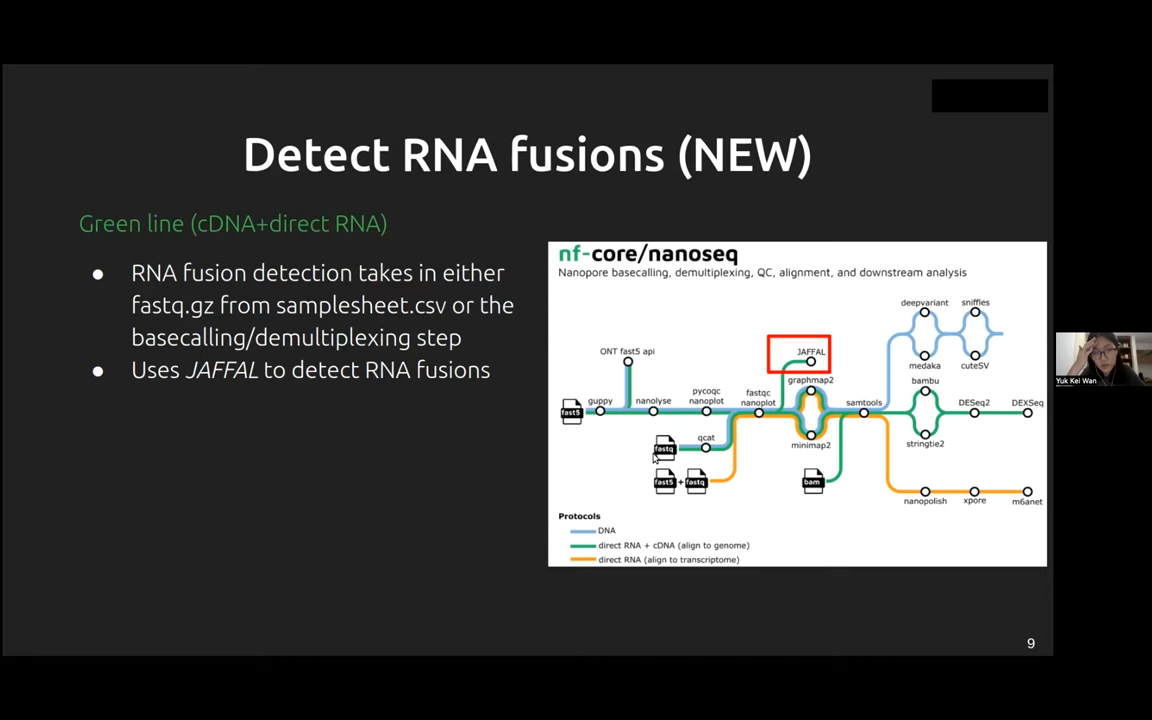 Detect RNA fusions (NEW)
Green line (cDNA+direct RNA)
● RNA fusion detection takes in either
fastq.gz from samplesheet.csv or the
basecalling/demultiplexing step
● Uses JAFFAL to detect RNA fusions
nf-core/nanoseq
Nanopore basecalling, demultiplexing, QC, alignment, and downstream analysis
deepvariant
sniffles
ONT fast5 api
JAFFAL
medaka
cuteSV
graphmap2
bambu
fast5
guppy
nanolyse
pycoqc
nanoplot
fastqc
nanoplot
samtools
DESeq2
DEXSeq
fastq
qcat
minimap2
stringtie2
fast5 + fastq
bam
nanopolish
xpore
m6anet
Protocols
DNA
direct RNA + cDNA (align to genome)
direct RNA (align to transcriptome)
9
Yuk Kei Wan